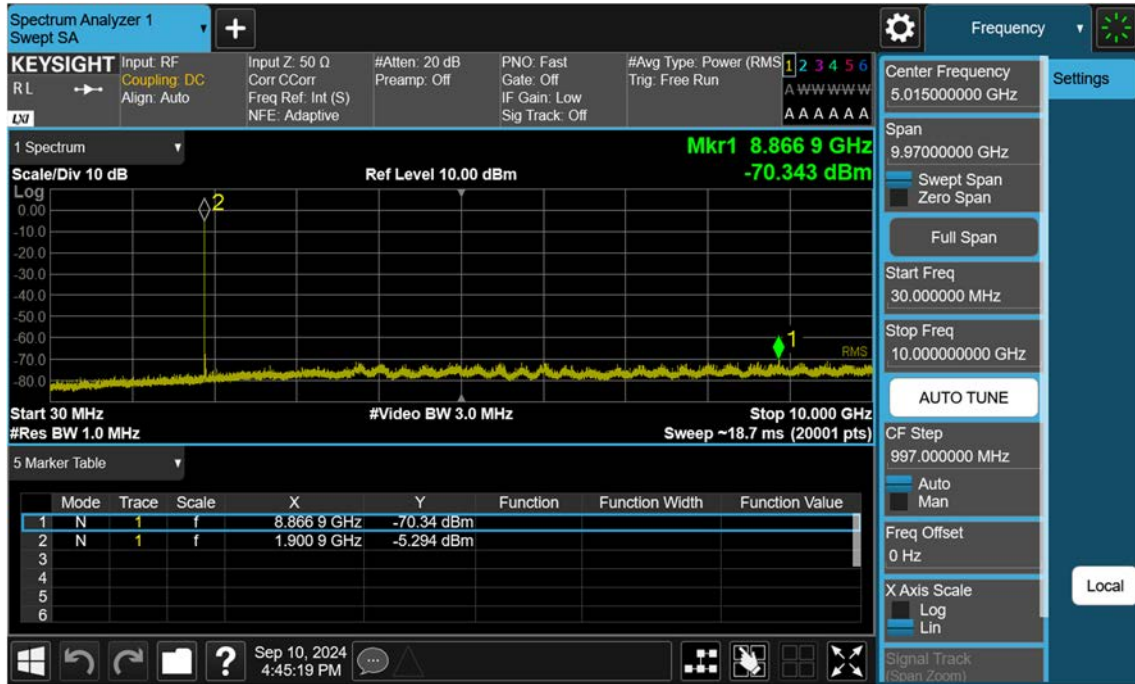 Spectrum Analyzer 1
Swept SA
Frequency
KEYSIGHT
R L
LXI
Input: RF
Coupling: DC
Align: Auto
Input Z: 50 Ω
Corr CCorr
Freq Ref: Int (S)
NFE: Adaptive
#Atten: 20 dB
Preamp: Off
PNO: Fast
Gate: Off
IF Gain: Low
Sig Track: Off
#Avg Type: Power (RMS
Trig: Free Run
1 2 3 4 5 6
A W W W W W
A A A A A A
1 Spectrum
Scale/Div 10 dB
Ref Level 10.00 dBm
Mkr1 8.866 9 GHz
-70.343 dBm
Log
0.00
-10.0
-20.0
-30.0
-40.0
-50.0
-60.0
-70.0
-80.0
2
1
RMS
Start 30 MHz
#Video BW 3.0 MHz
Stop 10.000 GHz
#Res BW 1.0 MHz
Sweep ~18.7 ms (20001 pts)
5 Marker Table
Mode Trace Scale X Y Function Function Width Function Value
1 N 1 f 8.866 9 GHz -70.34 dBm
2 N 1 f 1.900 9 GHz -5.294 dBm
3
4
5
6
Sep 10, 2024
4:45:19 PM
?
Center Frequency
5.015000000 GHz
Settings
Span
9.97000000 GHz
Swept Span
Zero Span
Full Span
Start Freq
30.000000 MHz
Stop Freq
10.000000000 GHz
AUTO TUNE
CF Step
997.000000 MHz
Auto
Man
Freq Offset
0 Hz
X Axis Scale
Log
Lin
Local
Signal Track
(Span Zoom)